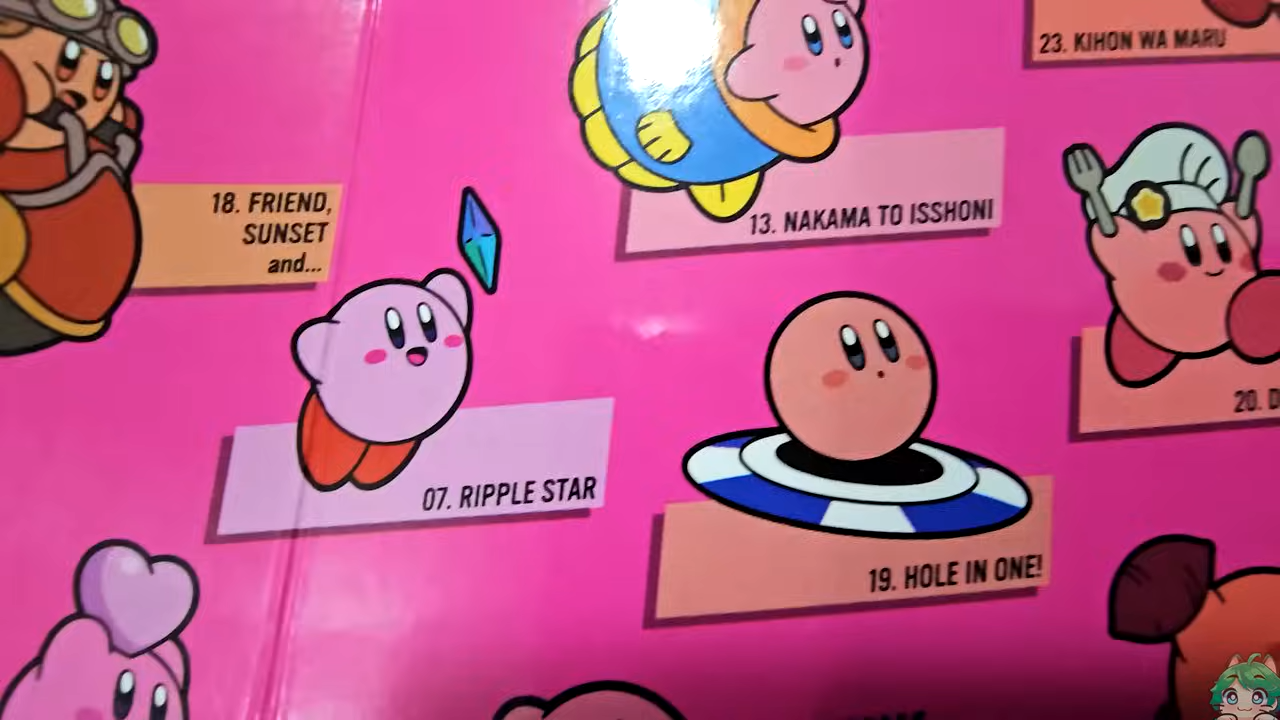 23. KIHON WA MARU
18. FRIEND,
SUNSET
and...
13. NAKAMA TO ISSHONI
20. D
07. RIPPLE STAR
19. HOLE IN ONE!